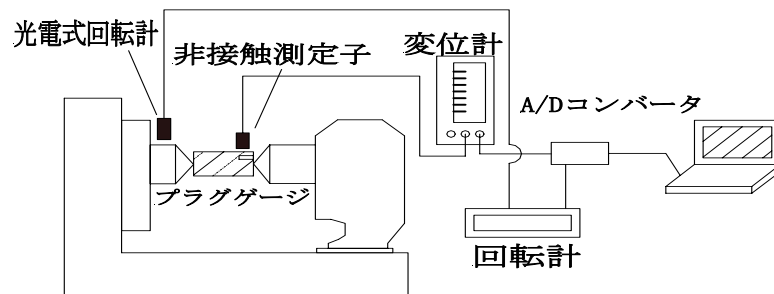 光電式回転計
非接触測定子
変位計
A/Dコンバータ
プラグゲージ
回転計